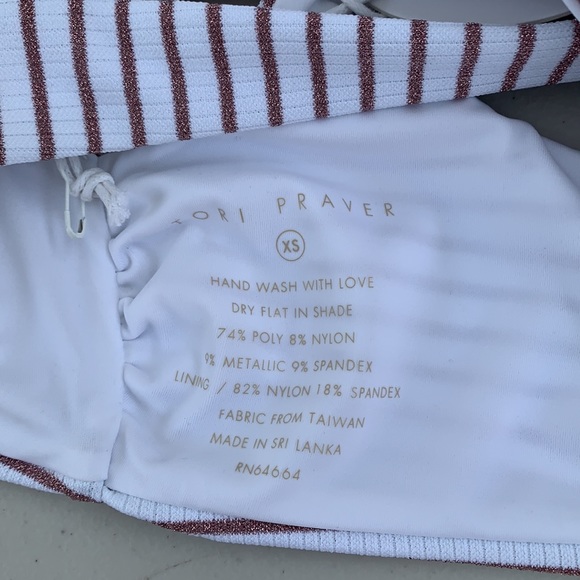 TORI PRAVER
XS
HAND WASH WITH LOVE
DRY FLAT IN SHADE
74% POLY 8% NYLON
9% METALLIC 9% SPANDEX
LINING / 82% NYLON 18% SPANDEX
FABRIC FROM TAIWAN
MADE IN SRI LANKA
RN64664